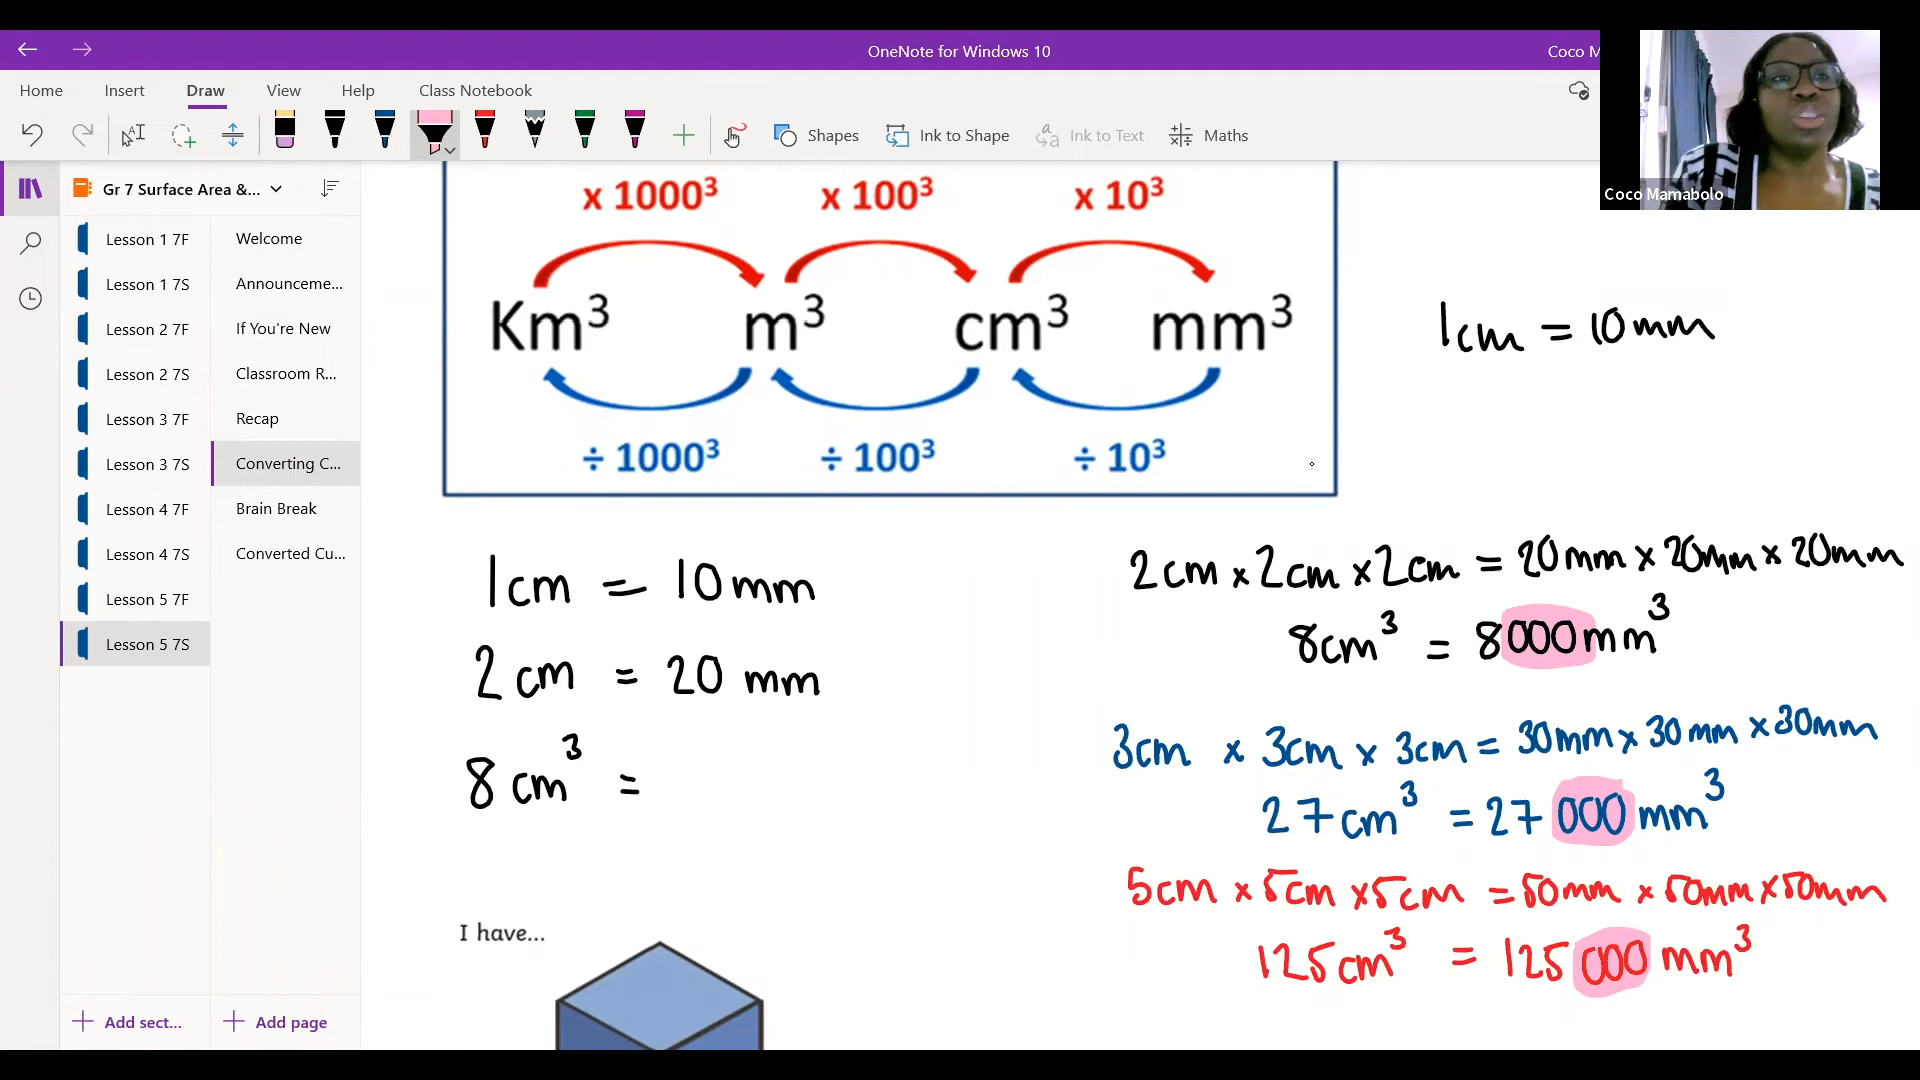 OneNote for Windows 10
Coco M
Home Insert Draw View Help Class Notebook
Shapes Ink to Shape Ink to Text Maths
Coco Mamabolo
Gr 7 Surface Area &...
Lesson 1 7F
Lesson 1 7S
Lesson 2 7F
Lesson 2 7S
Lesson 3 7F
Lesson 3 7S
Lesson 4 7F
Lesson 4 7S
Lesson 5 7F
Lesson 5 7S
Add sect...
Welcome
Announceme...
If You're New
Classroom R...
Recap
Converting C...
Brain Break
Converted Cu...
Add page
x 1000³ x 100³ x 10³
Km³ m³ cm³ mm³
÷ 1000³ ÷ 100³ ÷ 10³
1cm = 10mm
1cm = 10mm
2cm = 20 mm
8cm³ =
I have...
2cm x 2cm x 2cm = 20mm x 20mm x 20mm
8cm³ = 8000mm³
3cm x 3cm x 3cm = 30mm x 30mm x 30mm
27cm³ = 27 000 mm³
5cm x 5cm x 5cm = 50mm x 50mm x 50mm
125cm³ = 125 000 mm³